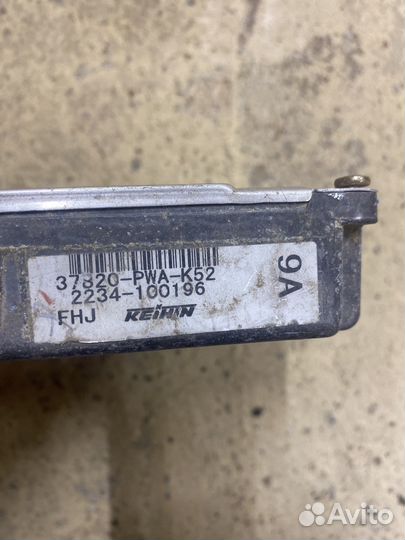 37820-PWA-K52
2234-100196
FHJ KEIHIN
9A
Avito